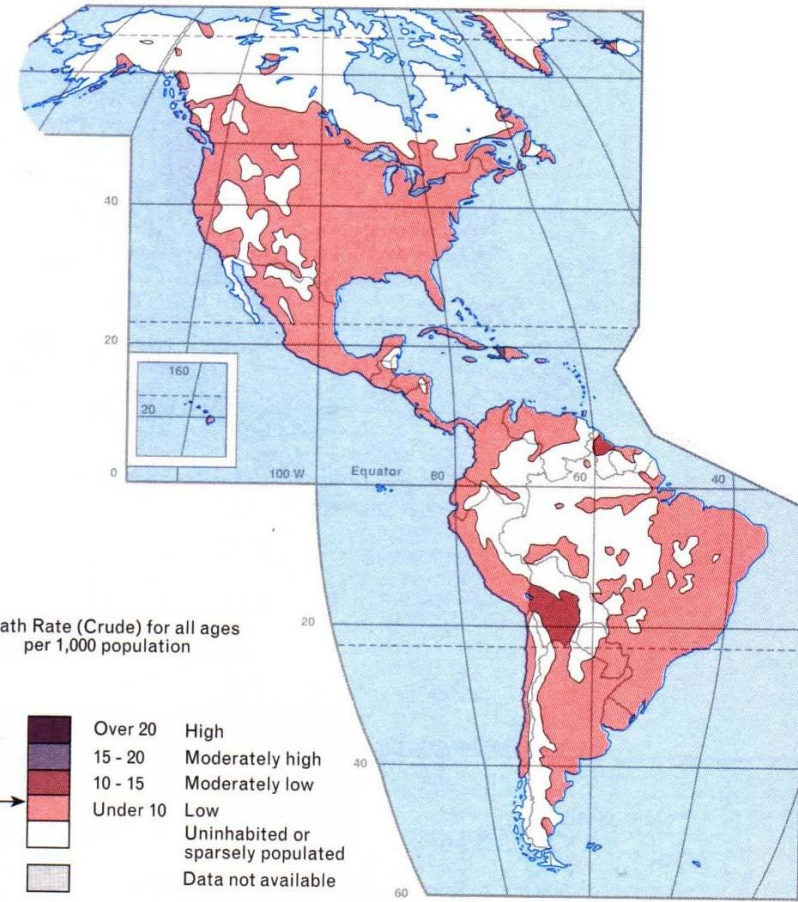 40
20
160
20
0
100 W
Equator
80
60
40
20
ath Rate (Crude) for all ages
per 1,000 population
Over 20 High
15 - 20 Moderately high
10 - 15 Moderately low
Under 10 Low
Uninhabited or
sparsely populated
Data not available
40
60